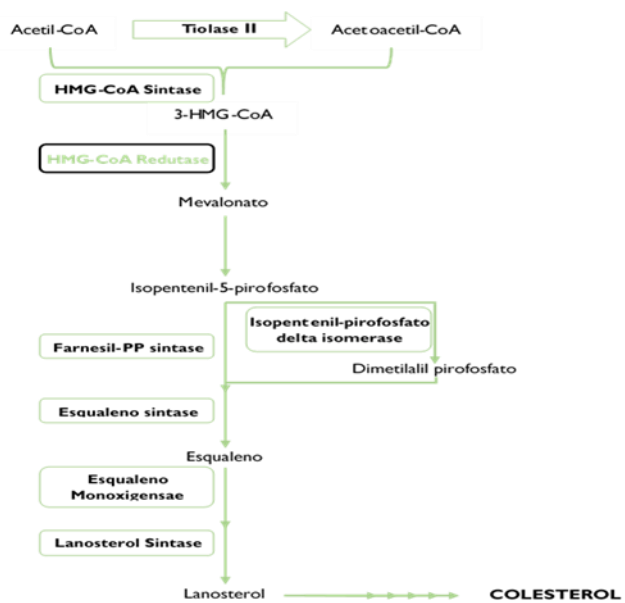 Acetil-CoA
Tiolase II
Acetoacetil-CoA
HMG-CoA Sintase
3-HMG-CoA
HMG-CoA Redutase
Mevalonato
Isopentenil-5-pirofosfato
Isopentenil-pirofosfato
delta isomerase
Farnesil-PP sintase
Dimetilalil pirofosfato
Esqualeno sintase
Esqualeno
Esqualeno
Monoxigensae
Lanosterol Sintase
Lanosterol
COLESTEROL